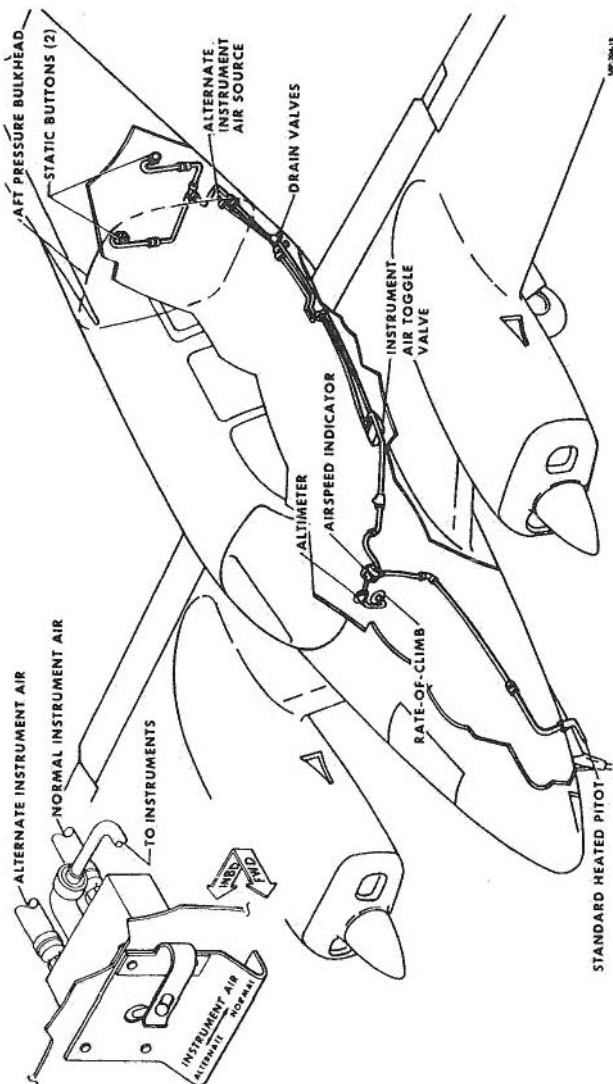 AFT PRESSURE BULKHEAD
STATIC BUTTONS (2)
ALTERNATE
INSTRUMENT
AIR SOURCE
DRAIN VALVES
INSTRUMENT
AIR TOGGLE
VALVE
AIRSPEED INDICATOR
ALTIMETER
RATE-OF-CLIMB
STANDARD HEATED PITOT
ALTERNATE INSTRUMENT AIR
NORMAL INSTRUMENT AIR
TO INSTRUMENTS
INBD
FWD
INSTRUMENT AIR
ALTERNATE NORMAL